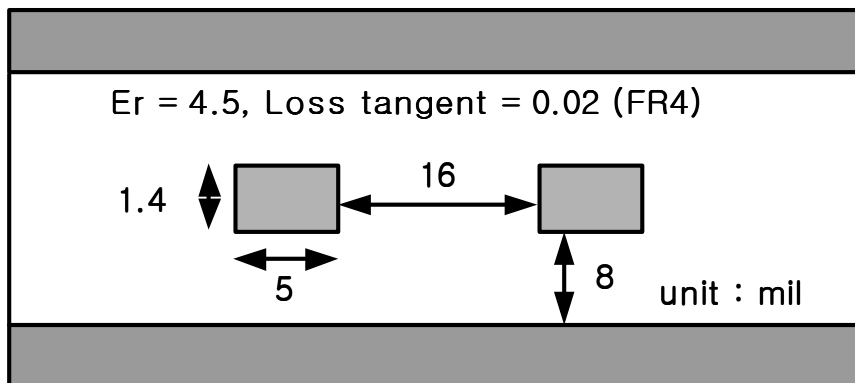 Er = 4.5, Loss tangent = 0.02 (FR4)
16
1.4
5
8
unit : mil